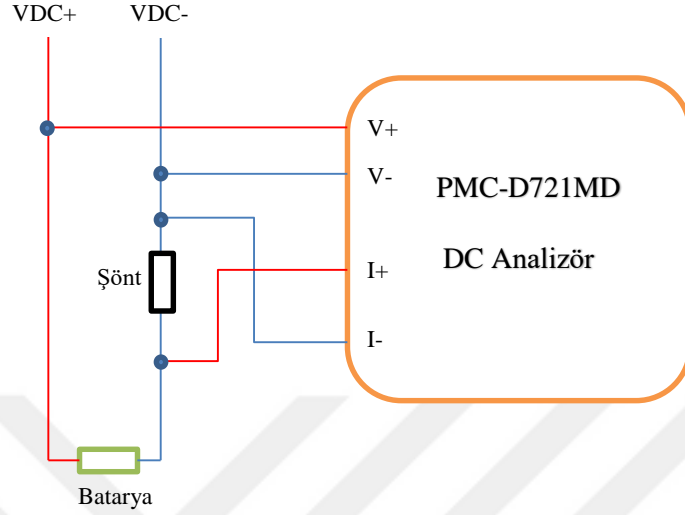 VDC+
VDC-
V+
V-
PMC-D721MD
DC Analizör
Şönt
I+
I-
Batarya